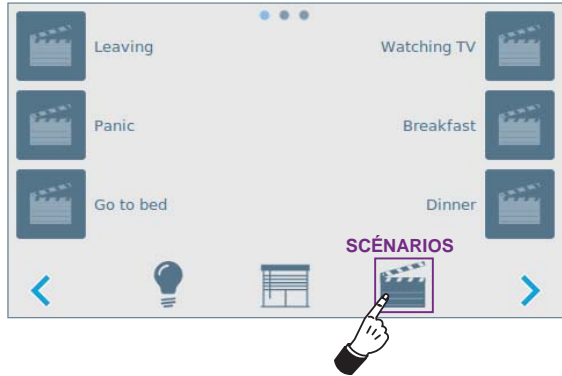 Leaving
Watching TV
Panic
Breakfast
Go to bed
Dinner
SCÉNARIOS